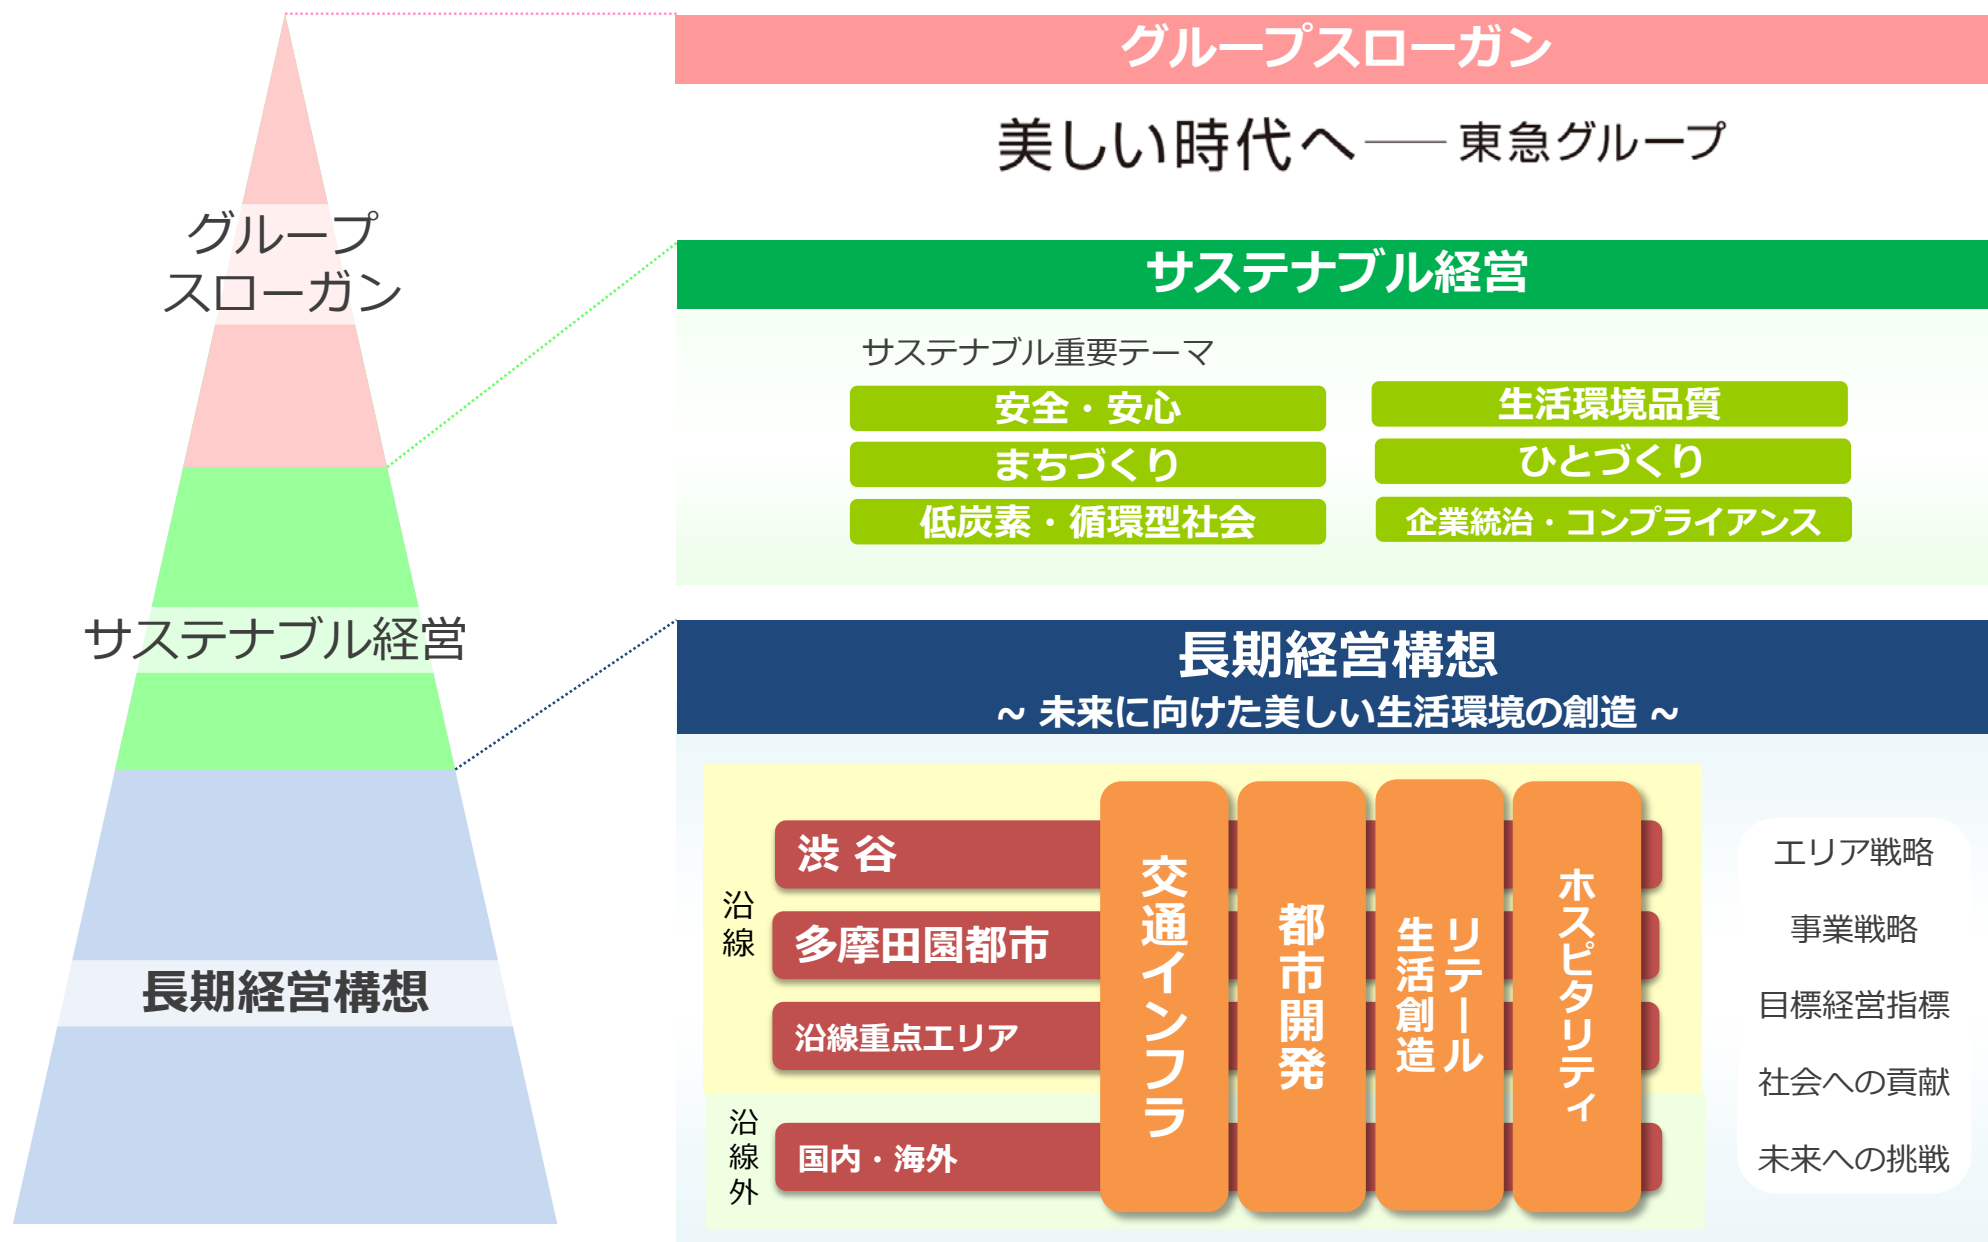 グループ
スローガン
サステナブル経営
長期経営構想
グループスローガン
美しい時代へ──東急グループ
サステナブル経営
サステナブル重要テーマ
安全・安心
生活環境品質
まちづくり
ひとづくり
低炭素・循環型社会
企業統治・コンプライアンス
長期経営構想
~ 未来に向けた美しい生活環境の創造 ~
沿線
渋 谷
多摩田園都市
沿線重点エリア
沿線外
国内・海外
交通インフラ
都市開発
リテール
生活創造
ホスピタリティ
エリア戦略
事業戦略
目標経営指標
社会への貢献
未来への挑戦